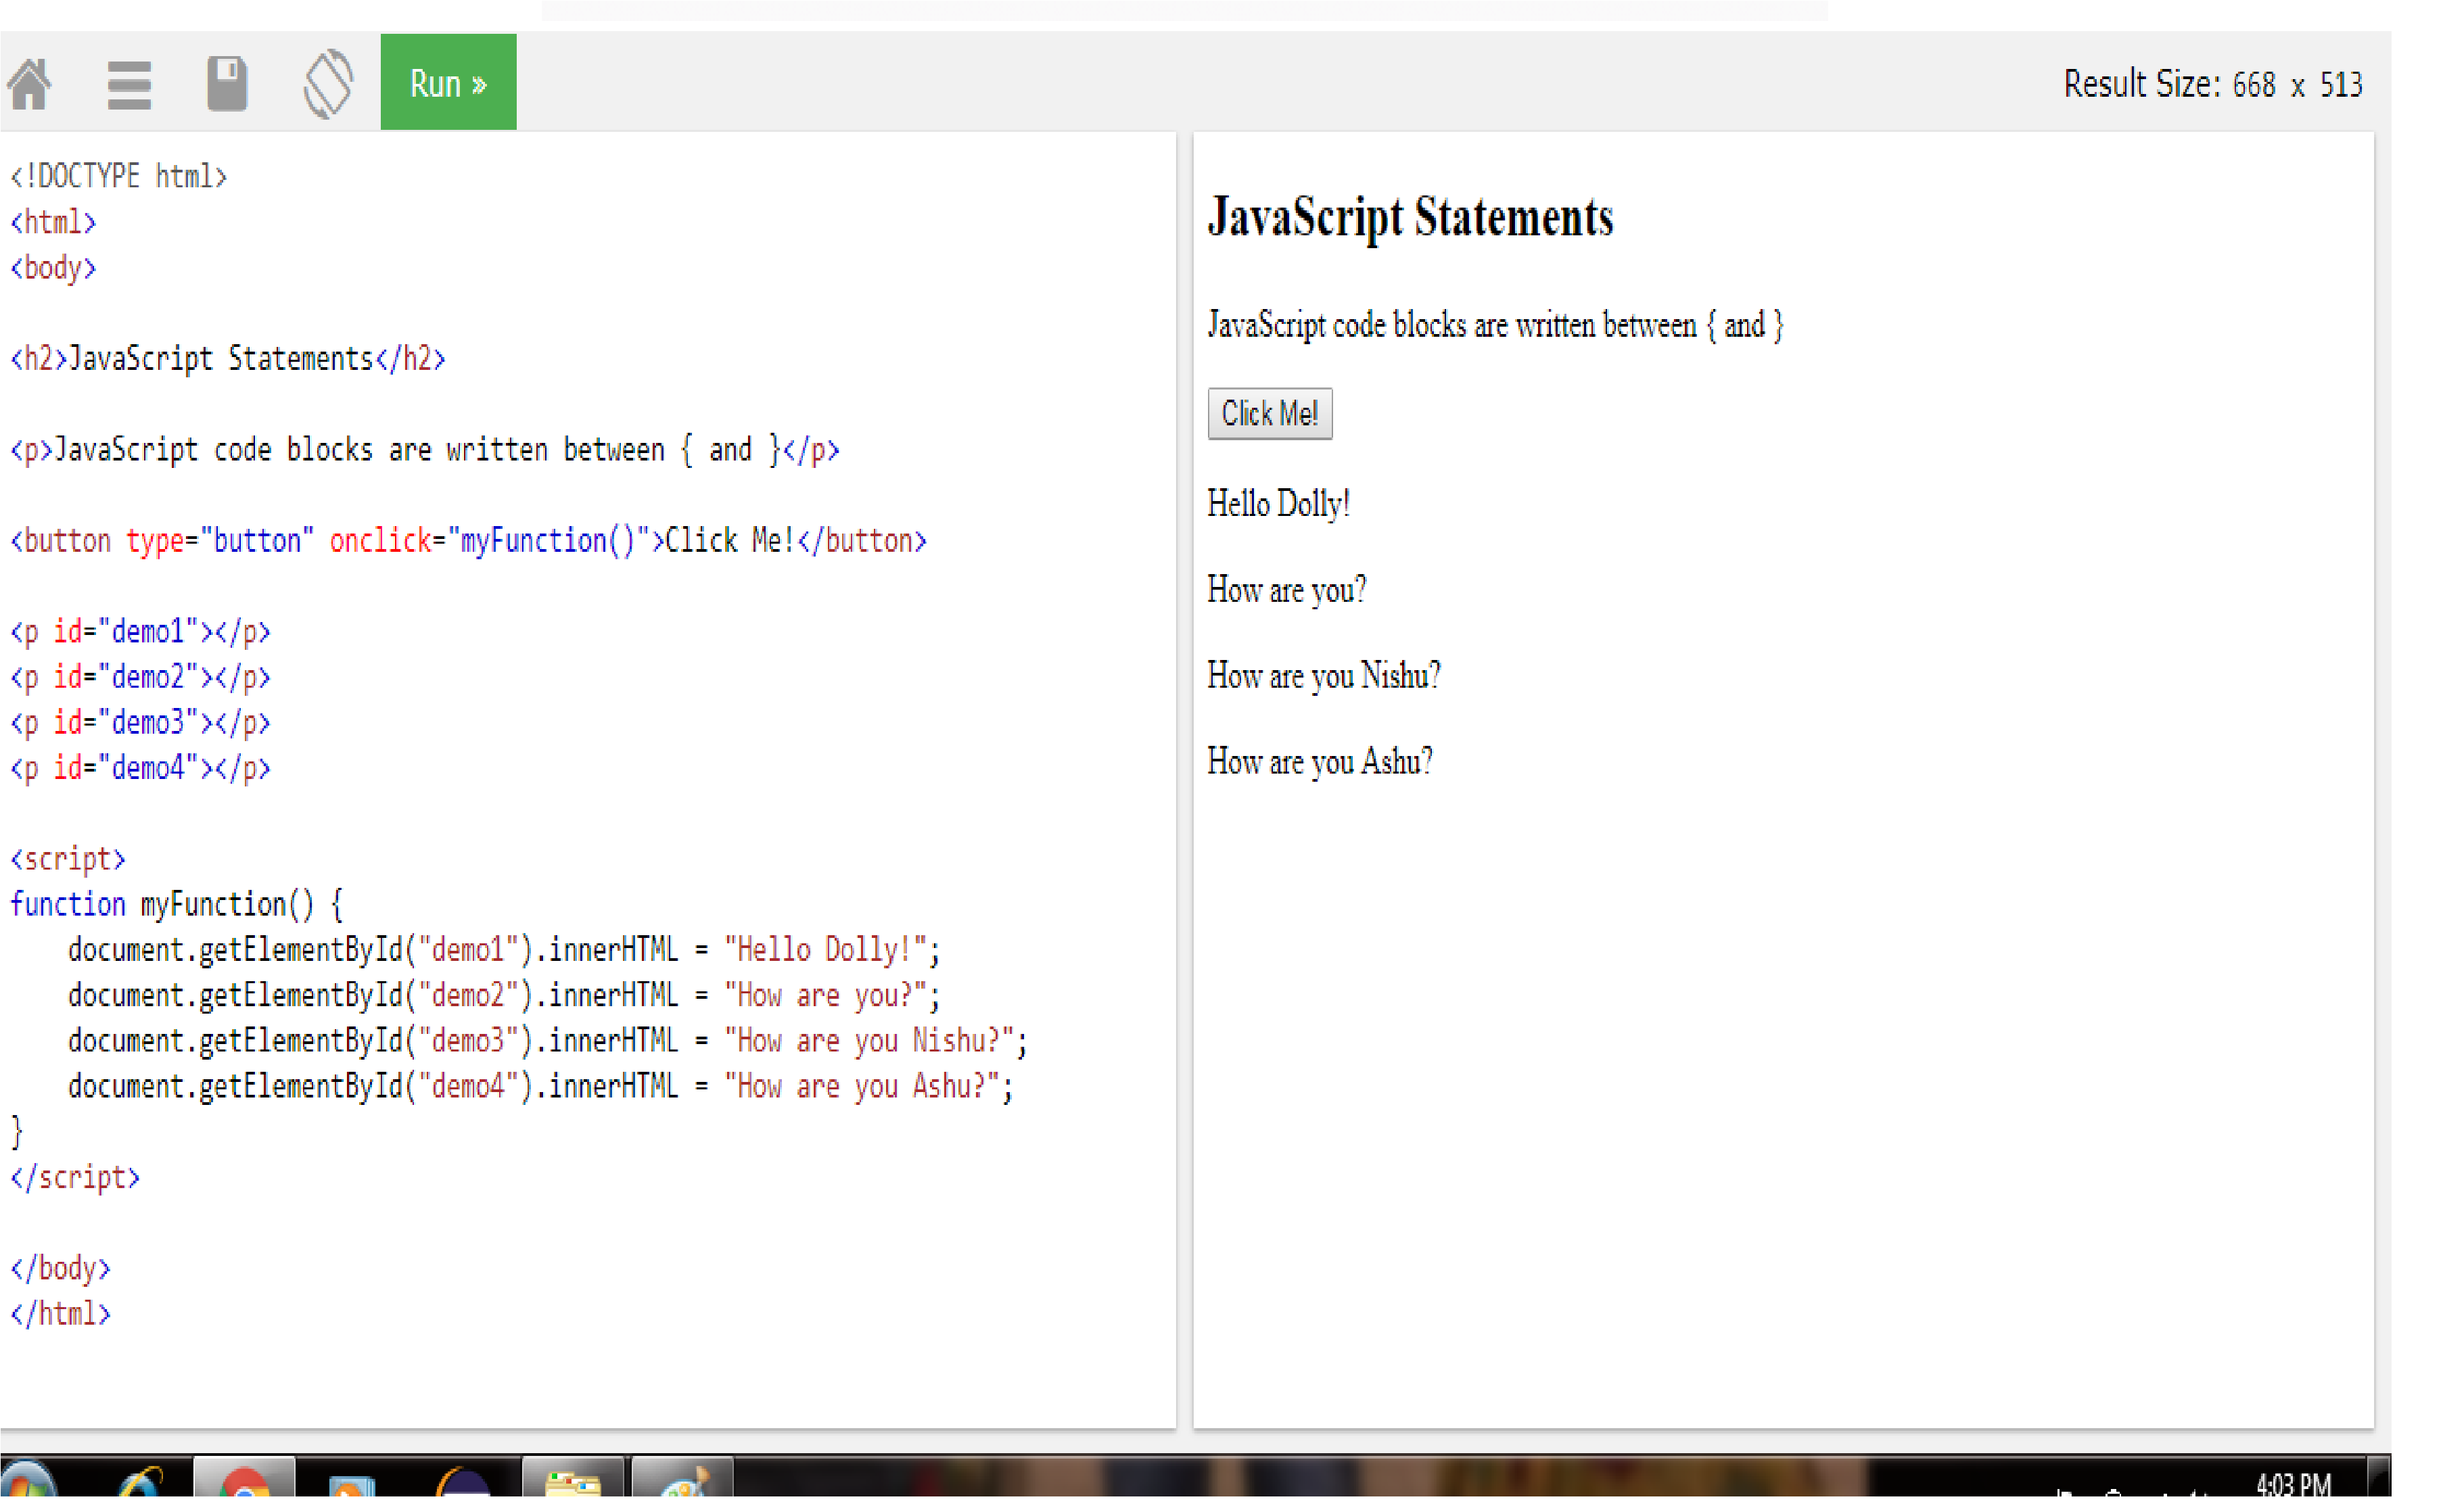 Run »
Result Size: 668 x 513
<!DOCTYPE html>
<html>
<body>
<h2>JavaScript Statements</h2>
<p>JavaScript code blocks are written between { and }</p>
<button type="button" onclick="myFunction()">Click Me!</button>
<p id="demo1"></p>
<p id="demo2"></p>
<p id="demo3"></p>
<p id="demo4"></p>
<script>
function myFunction() {
    document.getElementById("demo1").innerHTML = "Hello Dolly!";
    document.getElementById("demo2").innerHTML = "How are you?";
    document.getElementById("demo3").innerHTML = "How are you Nishu?";
    document.getElementById("demo4").innerHTML = "How are you Ashu?";
}
</script>
</body>
</html>
JavaScript Statements
JavaScript code blocks are written between { and }
Click Me!
Hello Dolly!
How are you?
How are you Nishu?
How are you Ashu?
4:03 PM